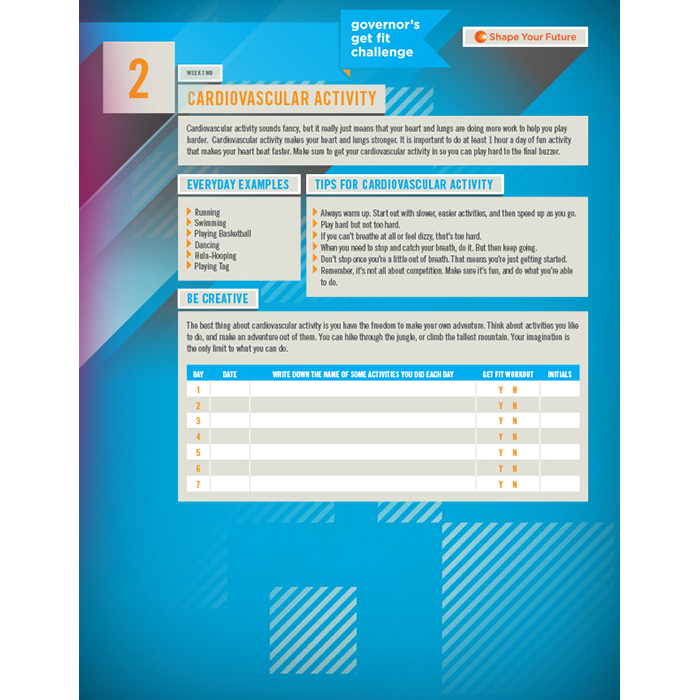 governor's
get fit
challenge
Shape Your Future
2
WEEK TWO
CARDIOVASCULAR ACTIVITY
Cardiovascular activity sounds fancy, but it really just means that your heart and lungs are doing more work to help you play
harder. Cardiovascular activity makes your heart and lungs stronger. It is important to do at least 1 hour a day of fun activity
that makes your heart beat faster. Make sure to get your cardiovascular activity in so you can play hard to the final buzzer.
EVERYDAY EXAMPLES
Running
Swimming
Playing Basketball
Dancing
Hula-Hooping
Playing Tag
TIPS FOR CARDIOVASCULAR ACTIVITY
Always warm up. Start out with slower, easier activities, and then speed up as you go.
Play hard but not too hard.
If you can't breathe at all or feel dizzy, that's too hard.
When you need to stop and catch your breath, do it. But then keep going.
Don't stop once you're a little out of breath. That means you're just getting started.
Remember, it's not all about competition. Make sure it's fun, and do what you're able
to do.
BE CREATIVE
The best thing about cardiovascular activity is you have the freedom to make your own adventure. Think about activities you like
to do, and make an adventure out of them. You can hike through the jungle, or climb the tallest mountain. Your imagination is
the only limit to what you can do.
DAY DATE WRITE DOWN THE NAME OF SOME ACTIVITIES YOU DID EACH DAY GET FIT WORKOUT INITIALS
1 Y N
2 Y N
3 Y N
4 Y N
5 Y N
6 Y N
7 Y N